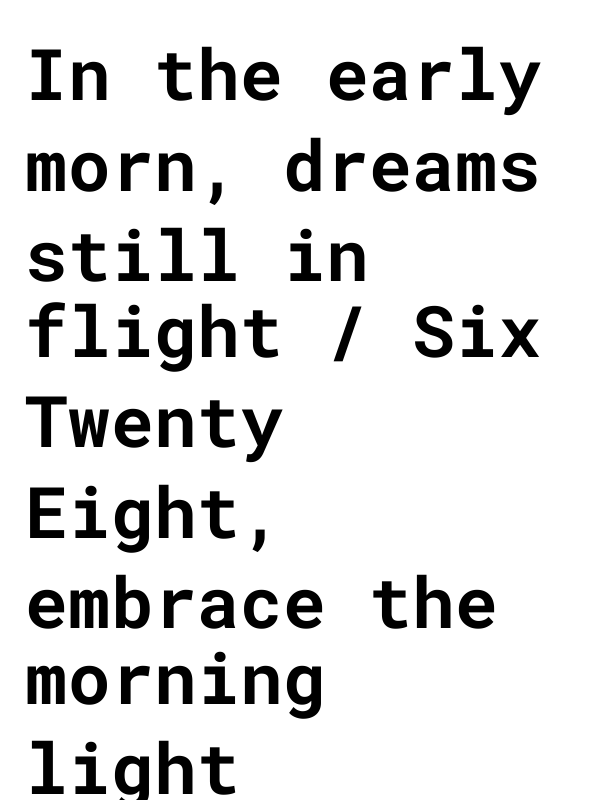 In the early
morn, dreams
still in
flight / Six
Twenty
Eight,
embrace the
morning
light